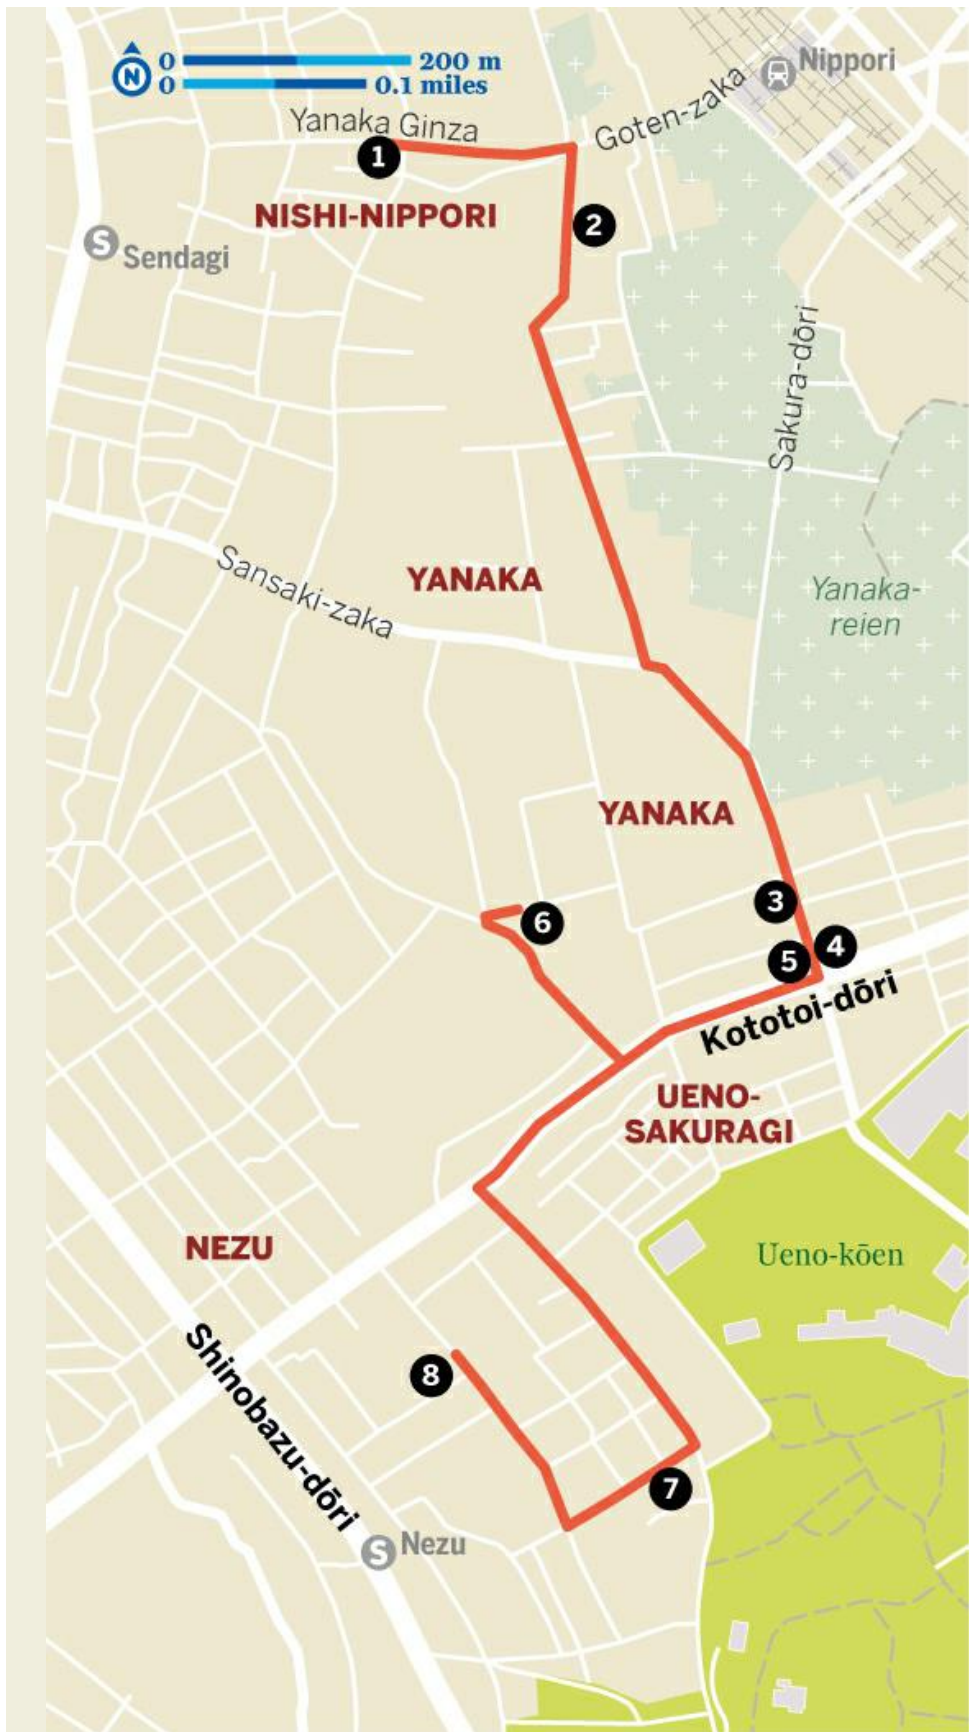 N
0 200 m
0 0.1 miles
Nippori
Yanaka Ginza
Goten-zaka
1
2
NISHI-NIPPORI
S
Sendagi
Sakura-dōri
Sansaki-zaka
YANAKA
Yanaka-
reien
YANAKA
3
4
5
6
Kototoi-dōri
UENO-
SAKURAGI
NEZU
Ueno-kōen
Shinobazu-dōri
8
7
S
Nezu